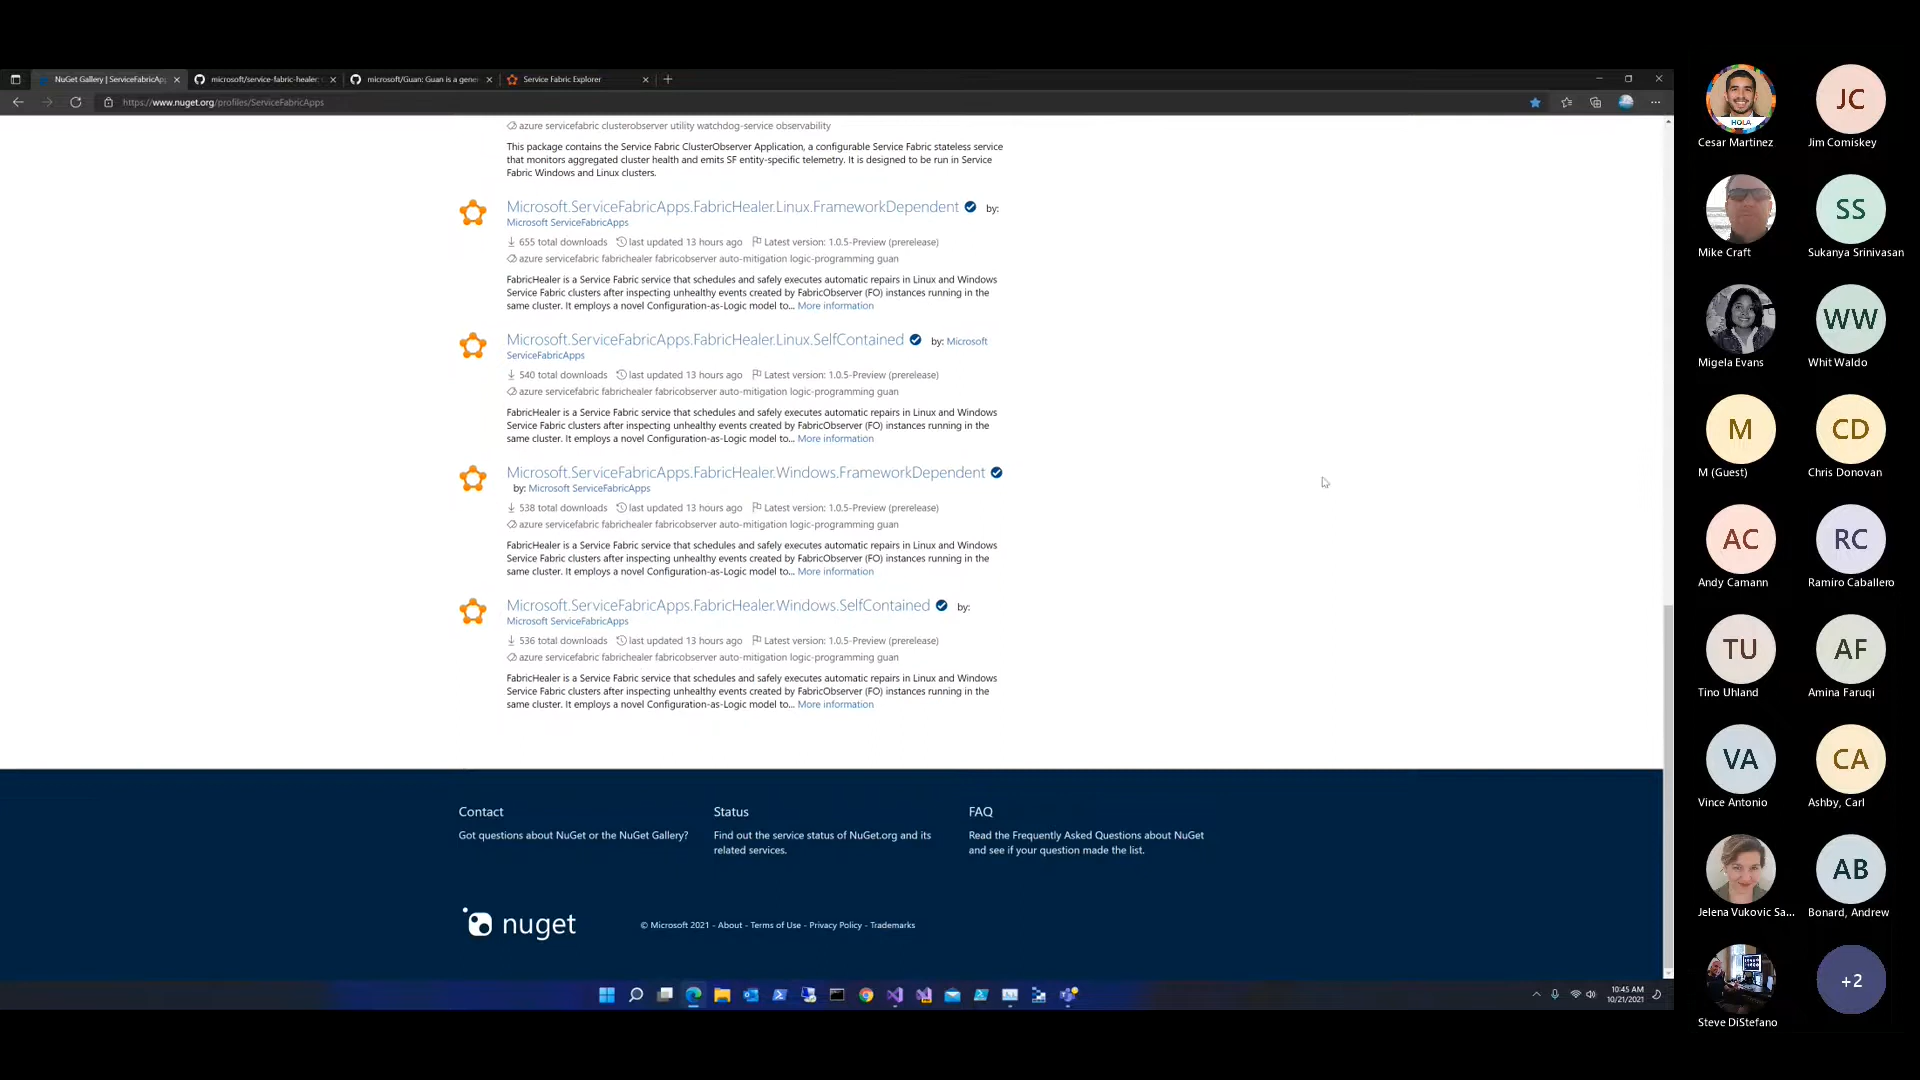 NuGet Gallery | ServiceFabricAp
microsoft/service-fabric-healer:
microsoft/Guan: Guan is a gene
Service Fabric Explorer
https://www.nuget.org/profiles/ServiceFabricApps
azure servicefabric clusterobserver utility watchdog-service observability
This package contains the Service Fabric ClusterObserver Application, a configurable Service Fabric stateless service
that monitors aggregated cluster health and emits SF entity-specific telemetry. It is designed to be run in Service
Fabric Windows and Linux clusters.
Microsoft.ServiceFabricApps.FabricHealer.Linux.FrameworkDependent by:
Microsoft ServiceFabricApps
655 total downloads last updated 13 hours ago Latest version: 1.0.5-Preview (prerelease)
azure servicefabric fabrichealer fabricobserver auto-mitigation logic-programming guan
FabricHealer is a Service Fabric service that schedules and safely executes automatic repairs in Linux and Windows
Service Fabric clusters after inspecting unhealthy events created by FabricObserver (FO) instances running in the
same cluster. It employs a novel Configuration-as-Logic model to... More information
Microsoft.ServiceFabricApps.FabricHealer.Linux.SelfContained by: Microsoft
ServiceFabricApps
540 total downloads last updated 13 hours ago Latest version: 1.0.5-Preview (prerelease)
azure servicefabric fabrichealer fabricobserver auto-mitigation logic-programming guan
FabricHealer is a Service Fabric service that schedules and safely executes automatic repairs in Linux and Windows
Service Fabric clusters after inspecting unhealthy events created by FabricObserver (FO) instances running in the
same cluster. It employs a novel Configuration-as-Logic model to... More information
Microsoft.ServiceFabricApps.FabricHealer.Windows.FrameworkDependent
by: Microsoft ServiceFabricApps
538 total downloads last updated 13 hours ago Latest version: 1.0.5-Preview (prerelease)
azure servicefabric fabrichealer fabricobserver auto-mitigation logic-programming guan
FabricHealer is a Service Fabric service that schedules and safely executes automatic repairs in Linux and Windows
Service Fabric clusters after inspecting unhealthy events created by FabricObserver (FO) instances running in the
same cluster. It employs a novel Configuration-as-Logic model to... More information
Microsoft.ServiceFabricApps.FabricHealer.Windows.SelfContained by:
Microsoft ServiceFabricApps
536 total downloads last updated 13 hours ago Latest version: 1.0.5-Preview (prerelease)
azure servicefabric fabrichealer fabricobserver auto-mitigation logic-programming guan
FabricHealer is a Service Fabric service that schedules and safely executes automatic repairs in Linux and Windows
Service Fabric clusters after inspecting unhealthy events created by FabricObserver (FO) instances running in the
same cluster. It employs a novel Configuration-as-Logic model to... More information
Contact
Got questions about NuGet or the NuGet Gallery?
Status
Find out the service status of NuGet.org and its
related services.
FAQ
Read the Frequently Asked Questions about NuGet
and see if your question made the list.
nuget
© Microsoft 2021 - About - Terms of Use - Privacy Policy - Trademarks
10:45 AM
10/21/2021
HOLA
Cesar Martinez
JC
Jim Comiskey
Mike Craft
SS
Sukanya Srinivasan
Migela Evans
WW
Whit Waldo
M
M (Guest)
CD
Chris Donovan
AC
Andy Camann
RC
Ramiro Caballero
TU
Tino Uhland
AF
Amina Faruqi
VA
Vince Antonio
CA
Ashby, Carl
Jelena Vukovic Sa...
AB
Bonard, Andrew
Steve DiStefano
+2